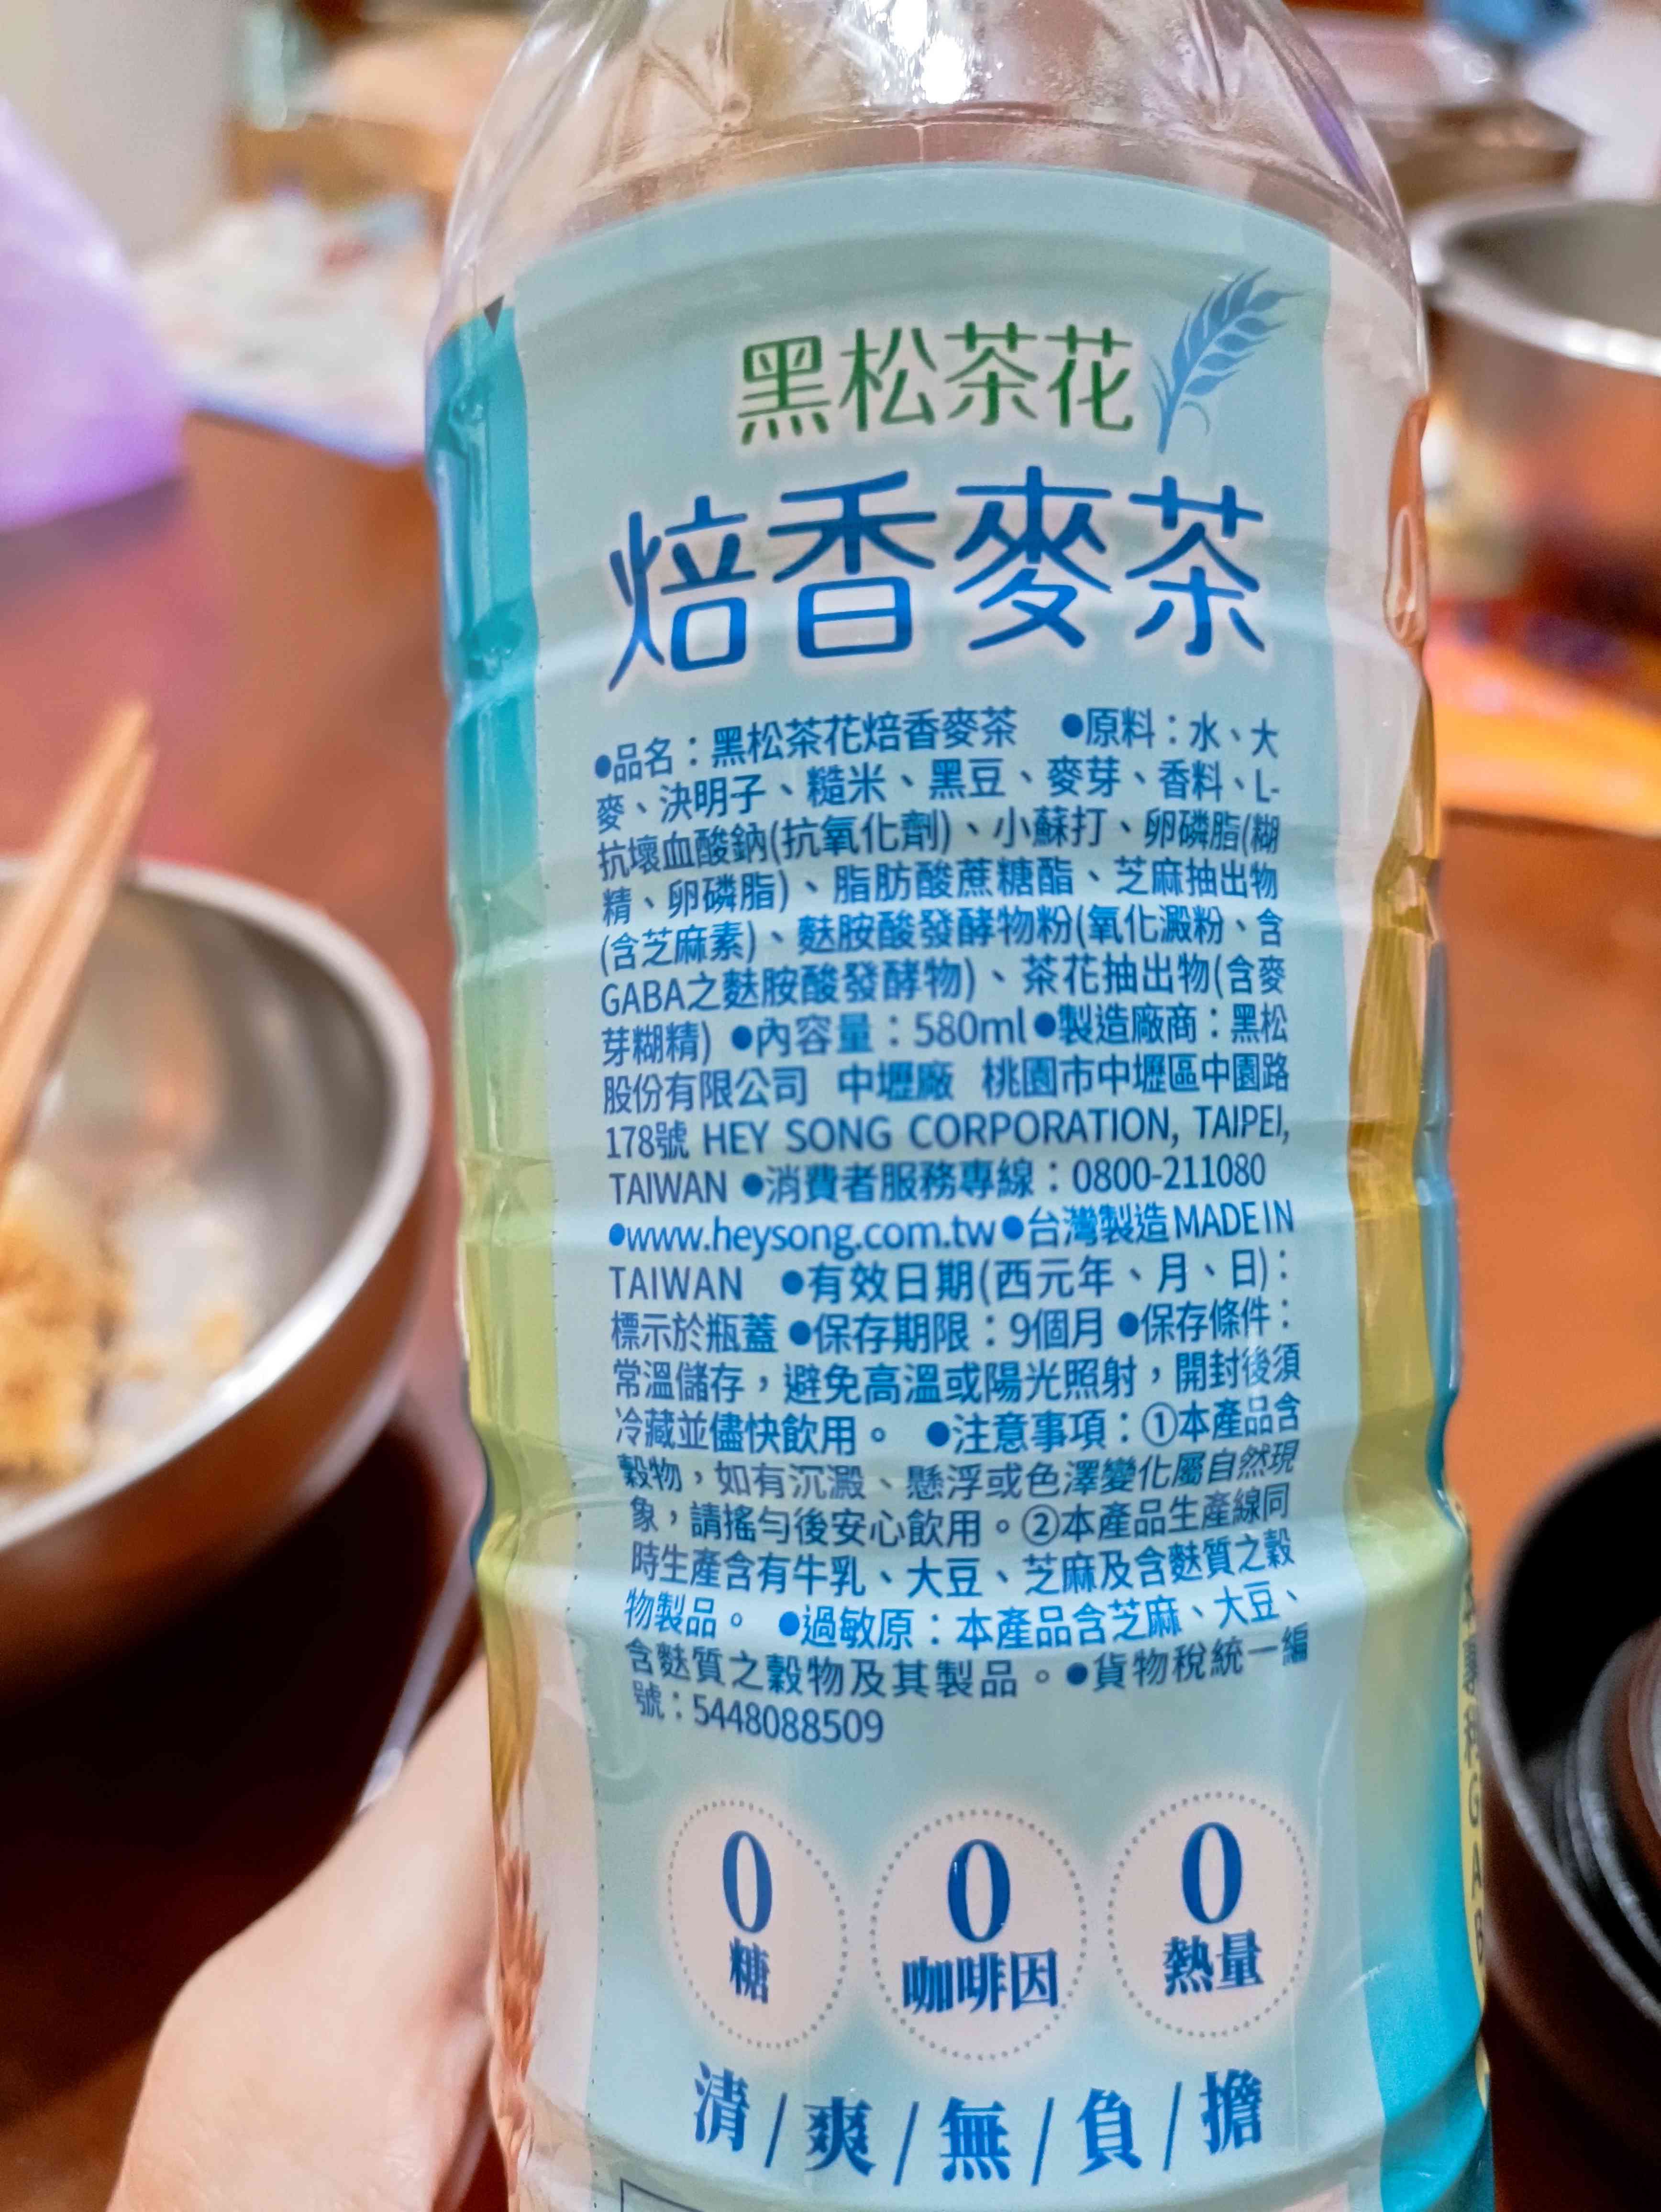 黑松茶花
焙香麥茶
●品名：黑松茶花焙香麥茶 ●原料：水、大
麥、決明子、糙米、黑豆、麥芽、香料、L-
抗壞血酸鈉(抗氧化劑)、小蘇打、卵磷脂(糊
精、卵磷脂)、脂肪酸蔗糖酯、芝麻抽出物
(含芝麻素)、麩胺酸發酵物粉(氧化澱粉、含
GABA之麩胺酸發酵物)、茶花抽出物(含麥
芽糊精) ●內容量：580ml●製造廠商：黑松
股份有限公司 中壢廠 桃園市中壢區中園路
178號 HEY SONG CORPORATION, TAIPEI,
TAIWAN ●消費者服務專線：0800-211080
●www.heysong.com.tw●台灣製造MADE IN
TAIWAN ●有效日期(西元年、月、日)：
標示於瓶蓋 ●保存期限：9個月 ●保存條件：
常溫儲存，避免高溫或陽光照射，開封後須
冷藏並儘快飲用。 ●注意事項：①本產品含
穀物，如有沉澱、懸浮或色澤變化屬自然現
象，請搖勻後安心飲用。②本產品生產線同
時生產含有牛乳、大豆、芝麻及含麩質之穀
物製品。 ●過敏原：本產品含芝麻、大豆、
含麩質之穀物及其製品。●貨物稅統一編
號：5448088509
0 糖
0 咖啡因
0 熱量
清/爽/無/負/擔